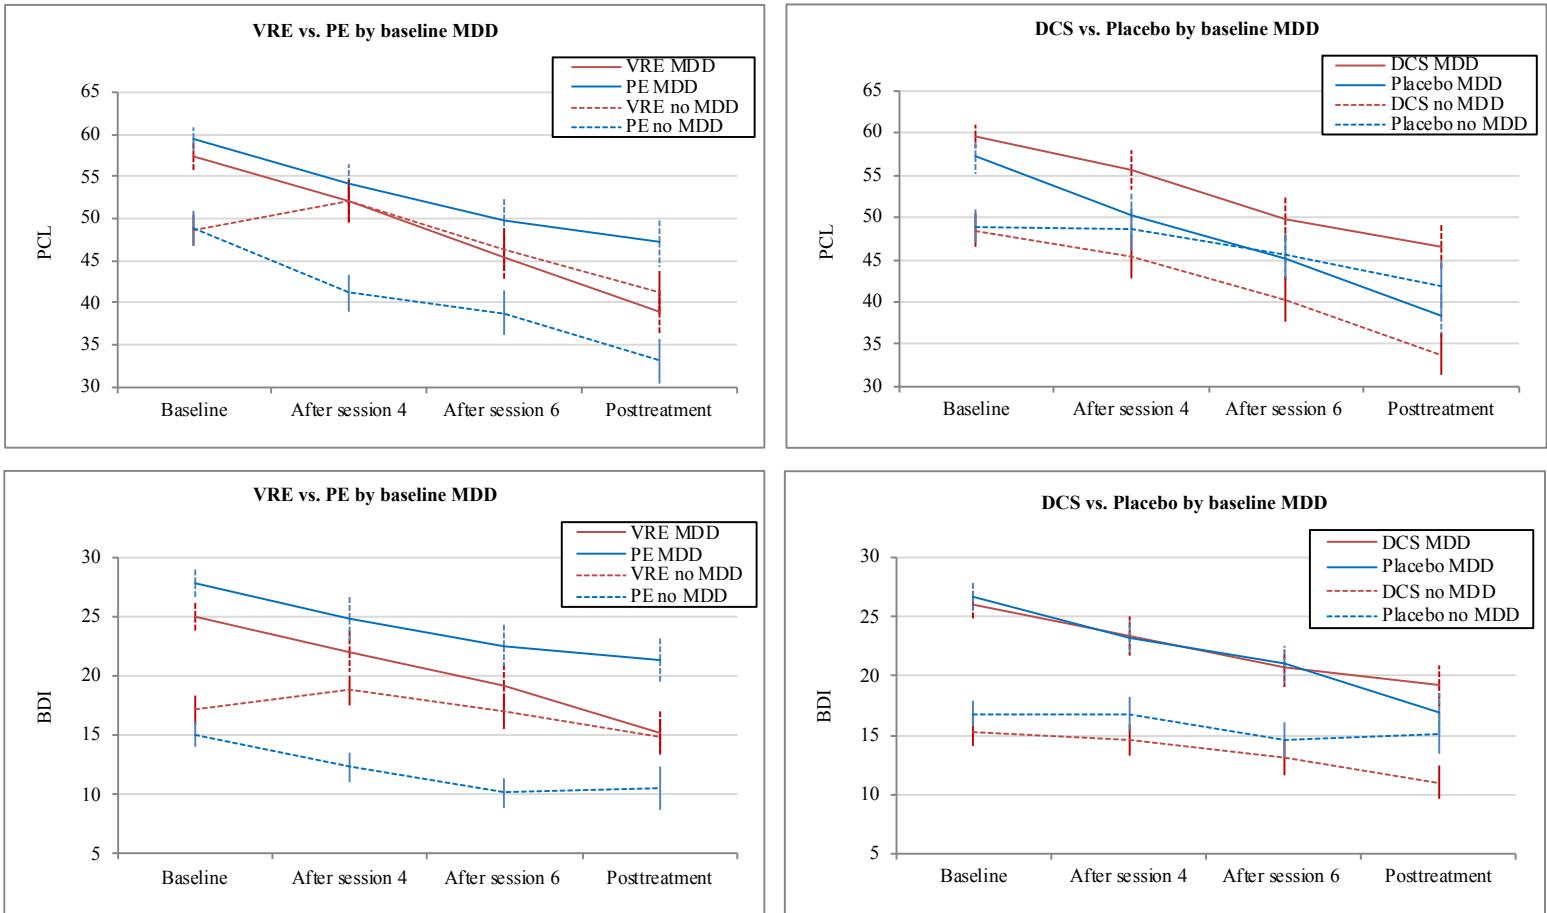 VRE vs. PE by baseline MDD
VRE MDD
PE MDD
VRE no MDD
PE no MDD
65
60
55
50
45
40
35
30
PCL
Baseline
After session 4
After session 6
Posttreatment
DCS vs. Placebo by baseline MDD
DCS MDD
Placebo MDD
DCS no MDD
Placebo no MDD
65
60
55
50
45
40
35
30
PCL
Baseline
After session 4
After session 6
Posttreatment
VRE vs. PE by baseline MDD
VRE MDD
PE MDD
VRE no MDD
PE no MDD
30
25
20
15
10
5
BDI
Baseline
After session 4
After session 6
Posttreatment
DCS vs. Placebo by baseline MDD
DCS MDD
Placebo MDD
DCS no MDD
Placebo no MDD
30
25
20
15
10
5
BDI
Baseline
After session 4
After session 6
Posttreatment